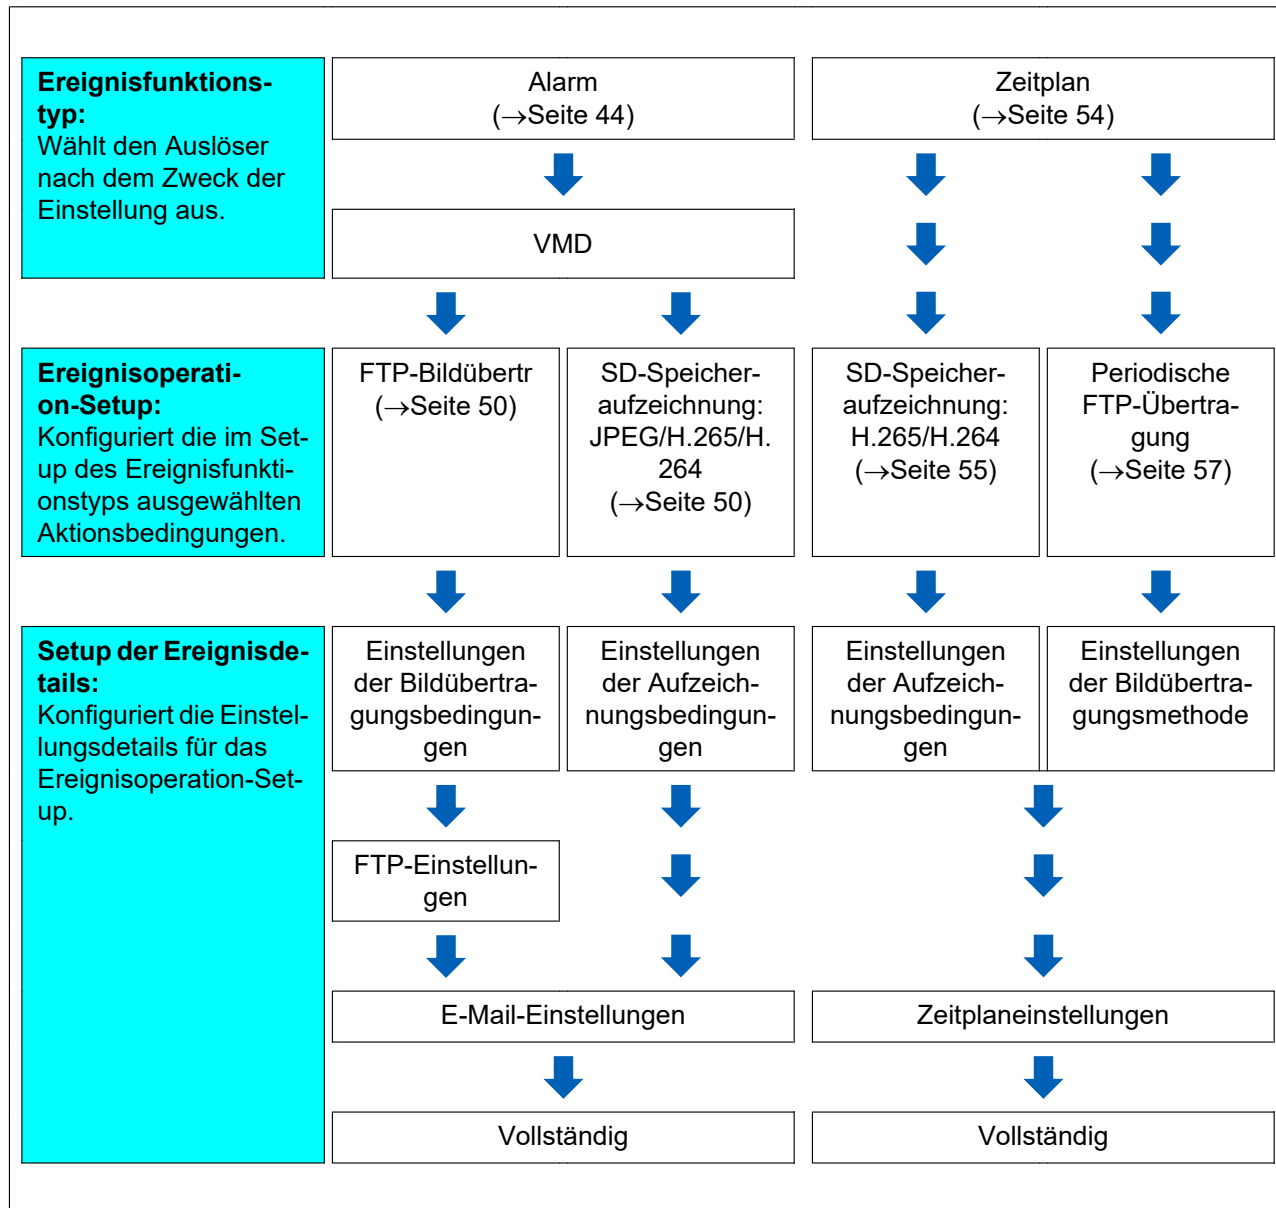 Ereignisfunktions-
typ:
Wählt den Auslöser
nach dem Zweck der
Einstellung aus.
Alarm
(→Seite 44)
Zeitplan
(→Seite 54)
VMD
Ereignisoperati-
on-Setup:
Konfiguriert die im Set-
up des Ereignisfunkti-
onstyps ausgewählten
Aktionsbedingungen.
FTP-Bildübertr
(→Seite 50)
SD-Speicher-
aufzeichnung:
JPEG/H.265/H.
264
(→Seite 50)
SD-Speicher-
aufzeichnung:
H.265/H.264
(→Seite 55)
Periodische
FTP-Übertra-
gung
(→Seite 57)
Setup der Ereignisde-
tails:
Konfiguriert die Einstel-
lungsdetails für das
Ereignisoperation-Set-
up.
Einstellungen
der Bildübertra-
gungsbedingun-
gen
Einstellungen
der Aufzeich-
nungsbedingun-
gen
Einstellungen
der Aufzeich-
nungsbedingun-
gen
Einstellungen
der Bildübertra-
gungsmethode
FTP-Einstellun-
gen
E-Mail-Einstellungen
Zeitplaneinstellungen
Vollständig
Vollständig